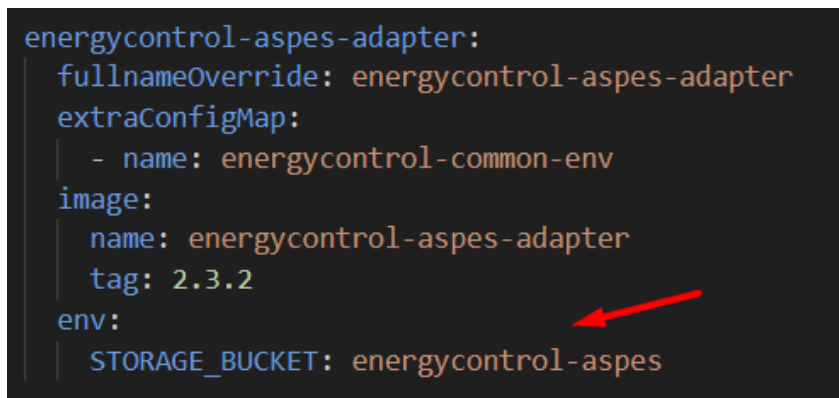 energycontrol-aspes-adapter:
fullnameOverride: energycontrol-aspes-adapter
extraConfigMap:
- name: energycontrol-common-env
image:
name: energycontrol-aspes-adapter
tag: 2.3.2
env:
STORAGE_BUCKET: energycontrol-aspes